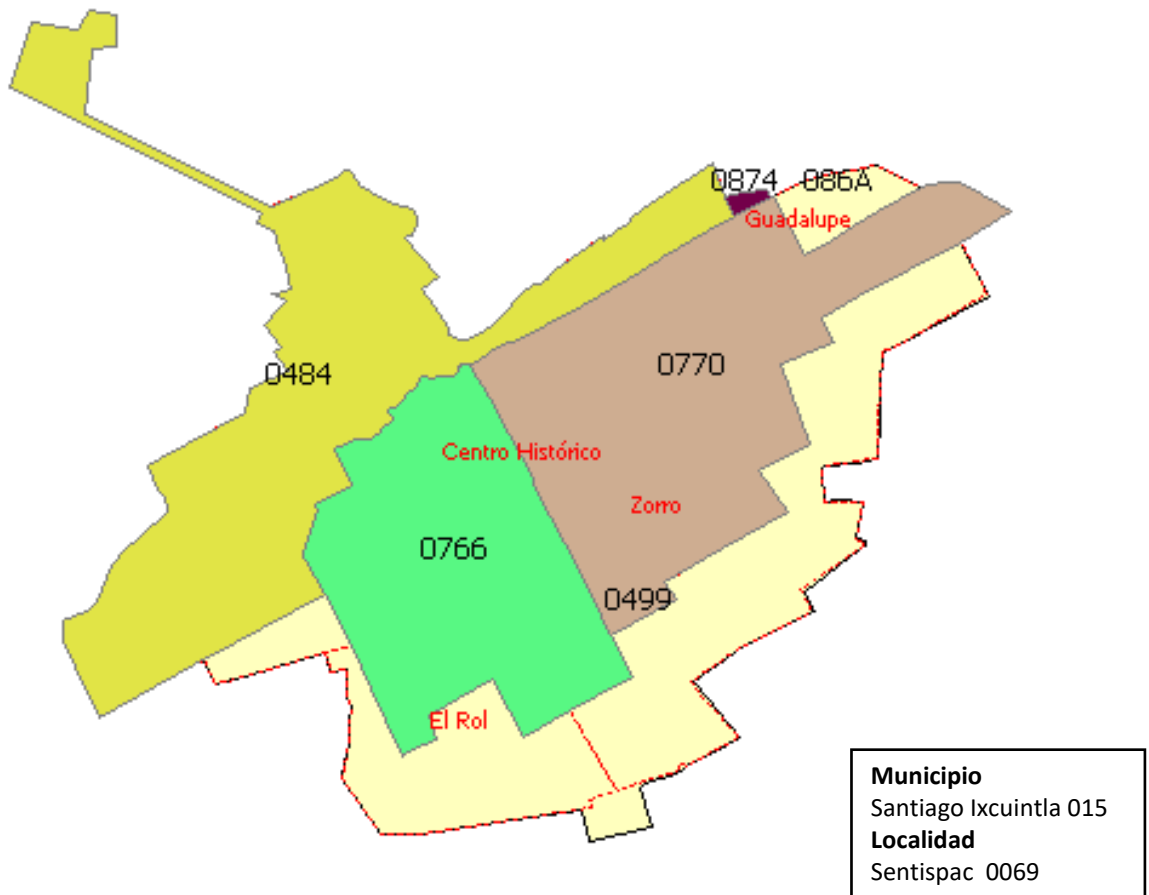 0874 086A
Guadalupe
0770
0484
Centro Histórico
Zorro
0766
0499
El Rol
Municipio
Santiago Ixcuintla 015
Localidad
Sentispac 0069